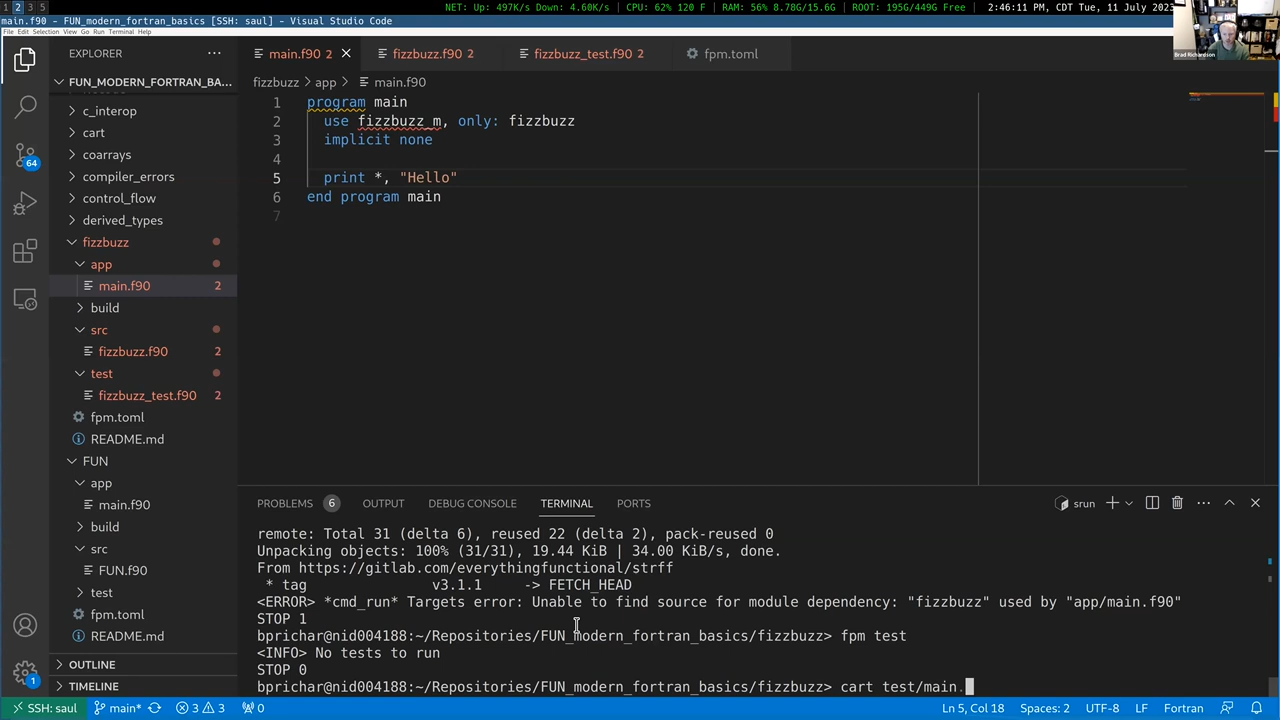 NET: Up: 497K/s Down: 4.60K/s CPU: 62% 120 F RAM: 56% 8.78G/15.6G ROOT: 195G/449G Free 2:46:11 PM, CDT Tue, 11 July 2023
main.f90 - FUN_modern_fortran_basics [SSH: saul] - Visual Studio Code
File Edit Selection View Go Run Terminal Help
Brad Richardson
EXPLORER
main.f90 2
fizzbuzz.f90 2
fizzbuzz_test.f90 2
fpm.toml
FUN_MODERN_FORTRAN_BA...
c_interop
cart
coarrays
compiler_errors
control_flow
derived_types
fizzbuzz
app
main.f90 2
build
src
fizzbuzz.f90 2
test
fizzbuzz_test.f90 2
fpm.toml
README.md
FUN
app
main.f90
build
src
FUN.f90
test
fpm.toml
README.md
OUTLINE
TIMELINE
64
1
fizzbuzz > app > main.f90
1 program main
2 use fizzbuzz_m, only: fizzbuzz
3 implicit none
4
5 print *, "Hello"
6 end program main
7
PROBLEMS 6 OUTPUT DEBUG CONSOLE TERMINAL PORTS srun
remote: Total 31 (delta 6), reused 22 (delta 2), pack-reused 0
Unpacking objects: 100% (31/31), 19.44 KiB | 34.00 KiB/s, done.
From https://gitlab.com/everythingfunctional/strff
* tag v3.1.1 -> FETCH_HEAD
<ERROR> *cmd_run* Targets error: Unable to find source for module dependency: "fizzbuzz" used by "app/main.f90"
STOP 1
bprichar@nid004188:~/Repositories/FUN_modern_fortran_basics/fizzbuzz> fpm test
<INFO> No tests to run
STOP 0
bprichar@nid004188:~/Repositories/FUN_modern_fortran_basics/fizzbuzz> cart test/main.
SSH: saul main* 3 3 0 Ln 5, Col 18 Spaces: 2 UTF-8 LF Fortran